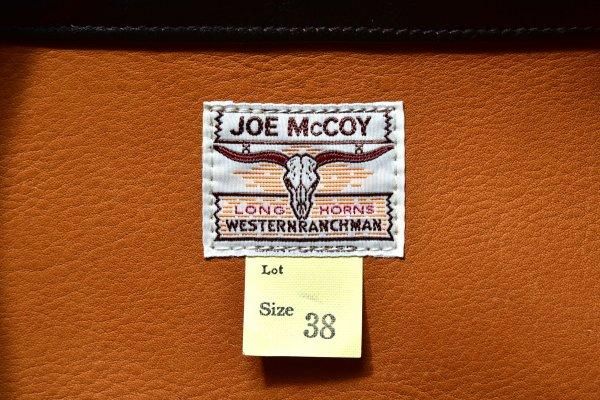 JOE McCOY
LONG HORNS
WESTERNRANCHMAN
Lot
Size 38